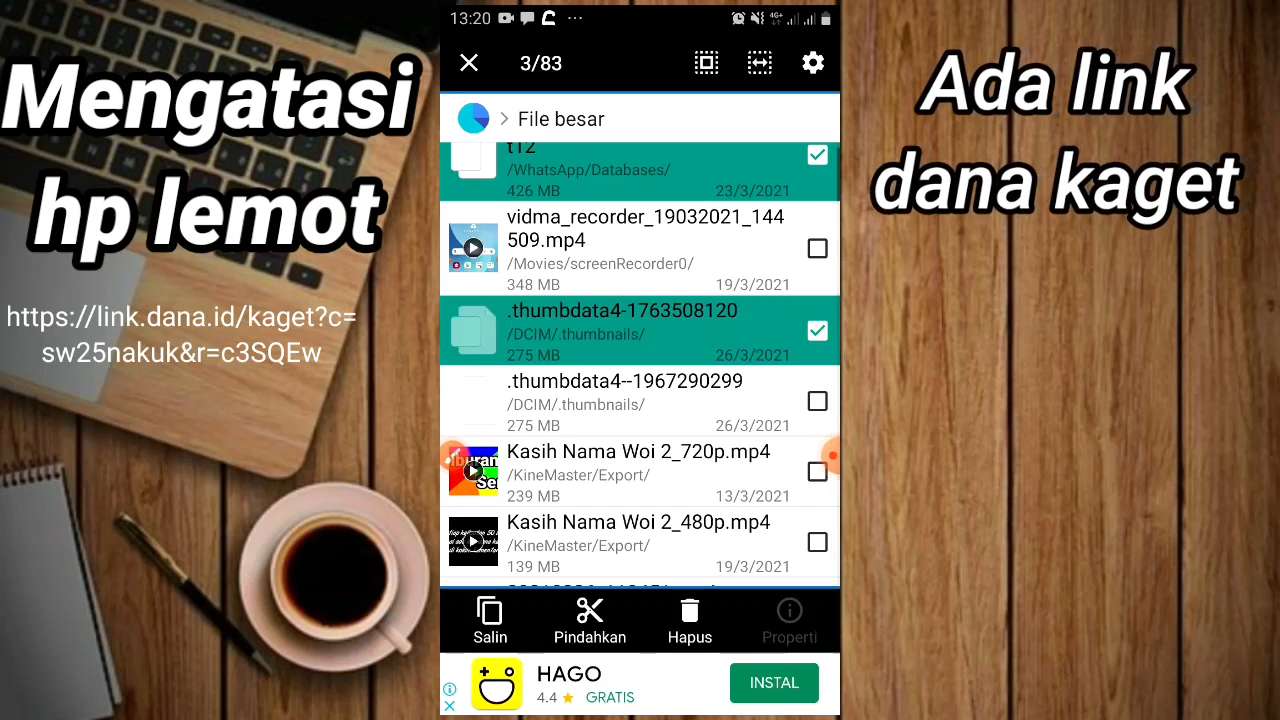 Mengatasi
hp lemot
https://link.dana.id/kaget?c=
sw25nakuk&r=c3SQEw
13:20
4G+
3/83
File besar
t12
/WhatsApp/Databases/
426 MB 23/3/2021
vidma_recorder_19032021_144
509.mp4
/Movies/screenRecorder0/
348 MB 19/3/2021
.thumbdata4-1763508120
/DCIM/.thumbnails/
275 MB 26/3/2021
.thumbdata4--1967290299
/DCIM/.thumbnails/
275 MB 26/3/2021
Kasih Nama Woi 2_720p.mp4
/KineMaster/Export/
239 MB 13/3/2021
Kasih Nama Woi 2_480p.mp4
/KineMaster/Export/
139 MB 19/3/2021
Salin Pindahkan Hapus Properti
HAGO
4.4 GRATIS
INSTAL
Ada link
dana kaget